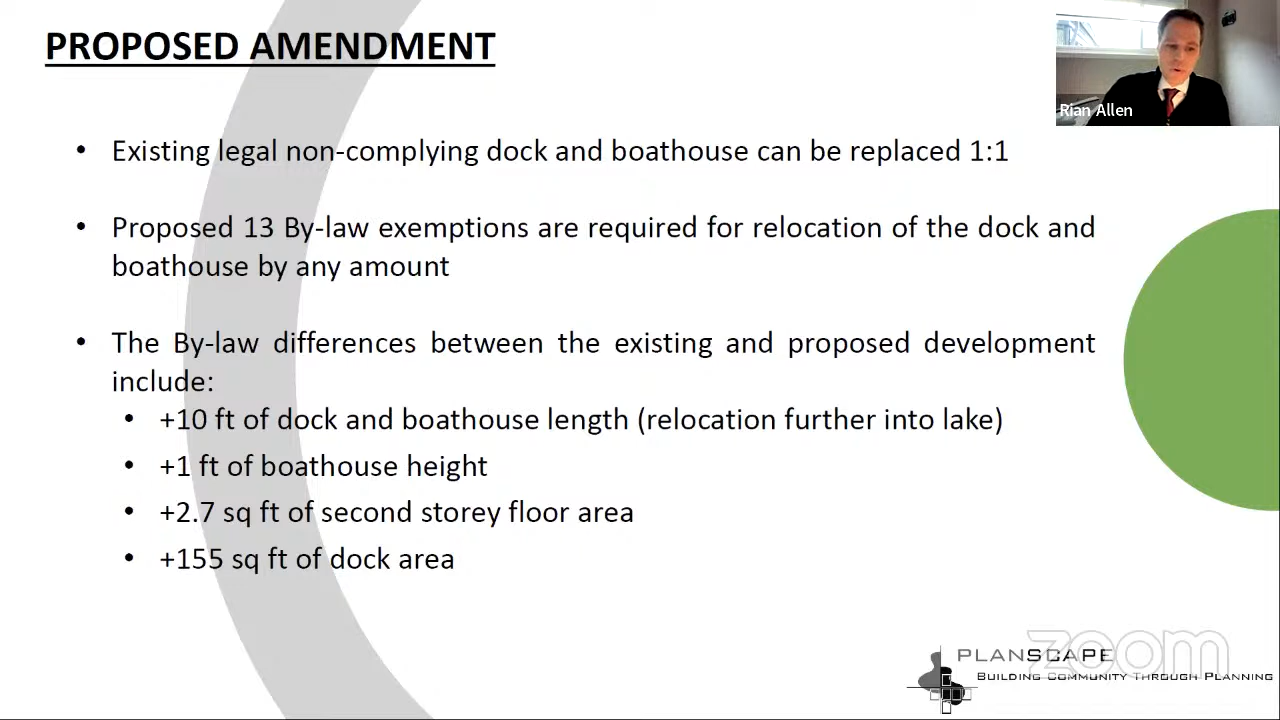 PROPOSED AMENDMENT
Rian Allen
• Existing legal non-complying dock and boathouse can be replaced 1:1
• Proposed 13 By-law exemptions are required for relocation of the dock and
boathouse by any amount
• The By-law differences between the existing and proposed development
include:
• +10 ft of dock and boathouse length (relocation further into lake)
• +1 ft of boathouse height
• +2.7 sq ft of second storey floor area
• +155 sq ft of dock area
PLANSCAPE
zoom
BUILDING COMMUNITY THROUGH PLANNING